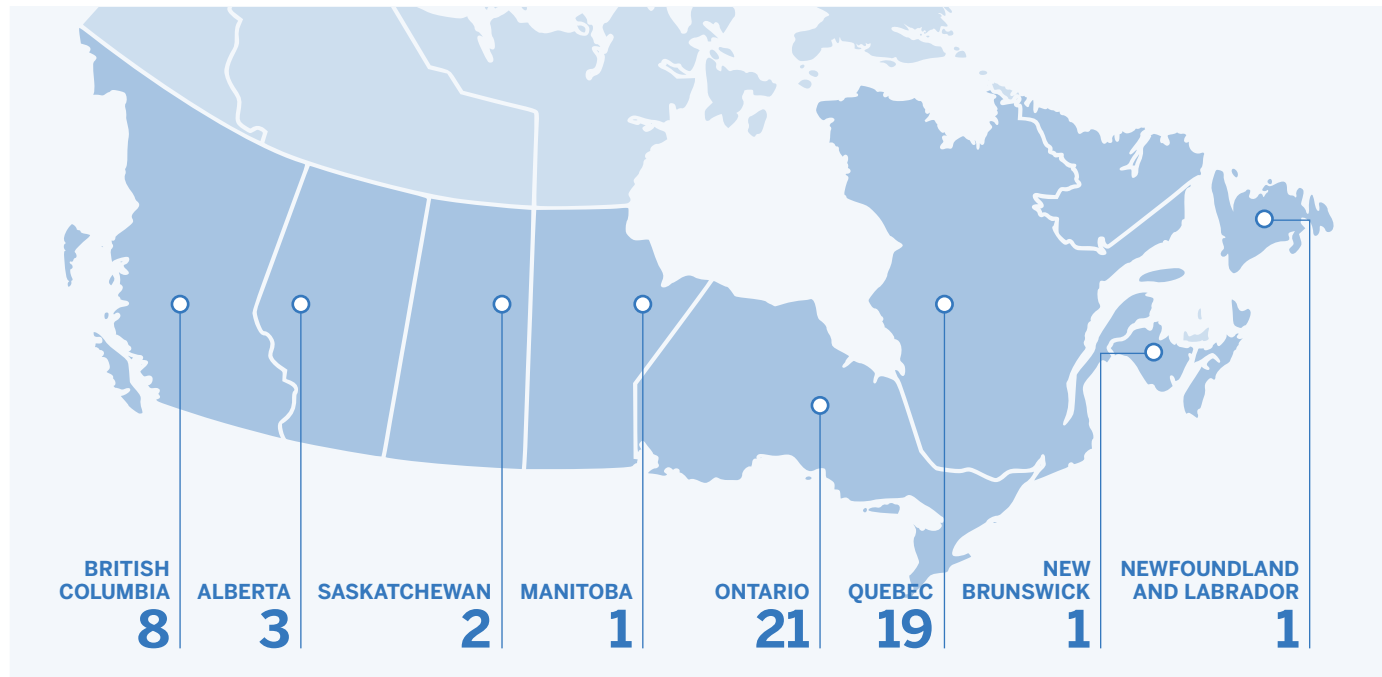 BRITISH
COLUMBIA
8
ALBERTA
3
SASKATCHEWAN
2
MANITOBA
1
ONTARIO
21
QUEBEC
19
NEW
BRUNSWICK
1
NEWFOUNDLAND
AND LABRADOR
1